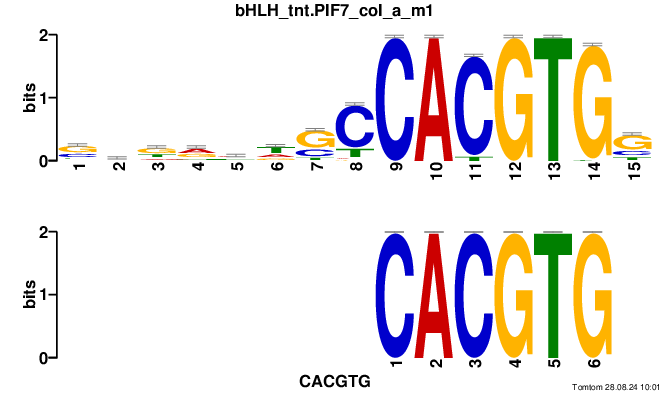 bHLH_tnt.PIF7_col_a_m1
bits
2
1
0
G C G A T A G C C T C A C T G T G G C
1 2 3 4 5 6 7 8 9 10 11 12 13 14 15
bits
2
1
0
CACGTG
1 2 3 4 5 6
CACGTG
Tomtom 28.08.24 10:01